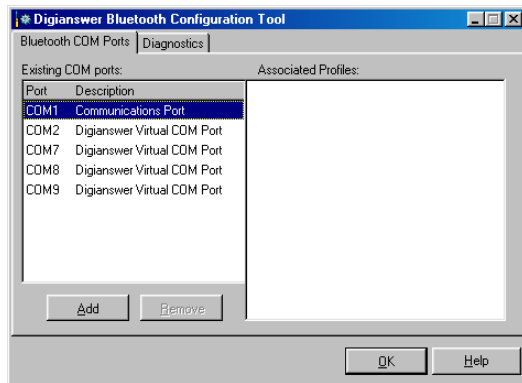 Digianswer Bluetooth Configuration Tool
Bluetooth COM Ports Diagnostics
Existing COM ports: Associated Profiles:
Port Description
COM1 Communications Port
COM2 Digianswer Virtual COM Port
COM7 Digianswer Virtual COM Port
COM8 Digianswer Virtual COM Port
COM9 Digianswer Virtual COM Port
Add Remove
OK Help